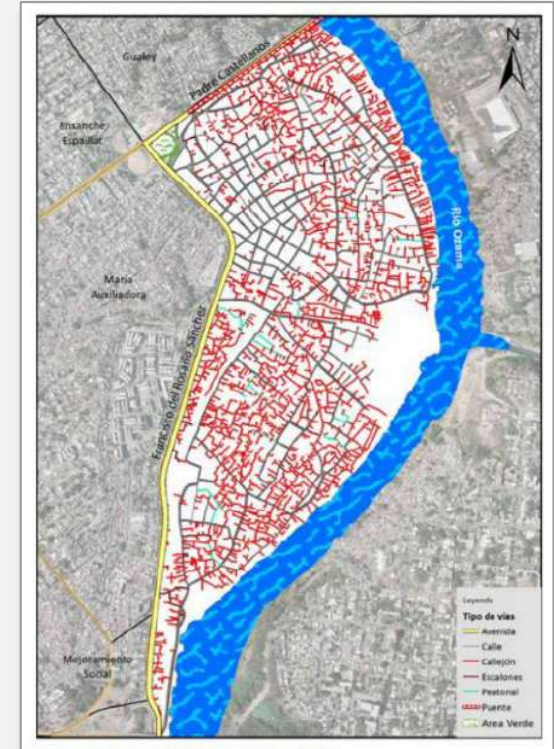 N
Gualey
Padre Castellanos
Ensanche
Espaillat
Río Ozama
María
Auxiliadora
Francisco del Rosario Sánchez
Mejoramiento
Social
Leyenda
Tipo de vías
Avenida
Calle
Callejón
Escalones
Peatonal
Puente
Area Verde